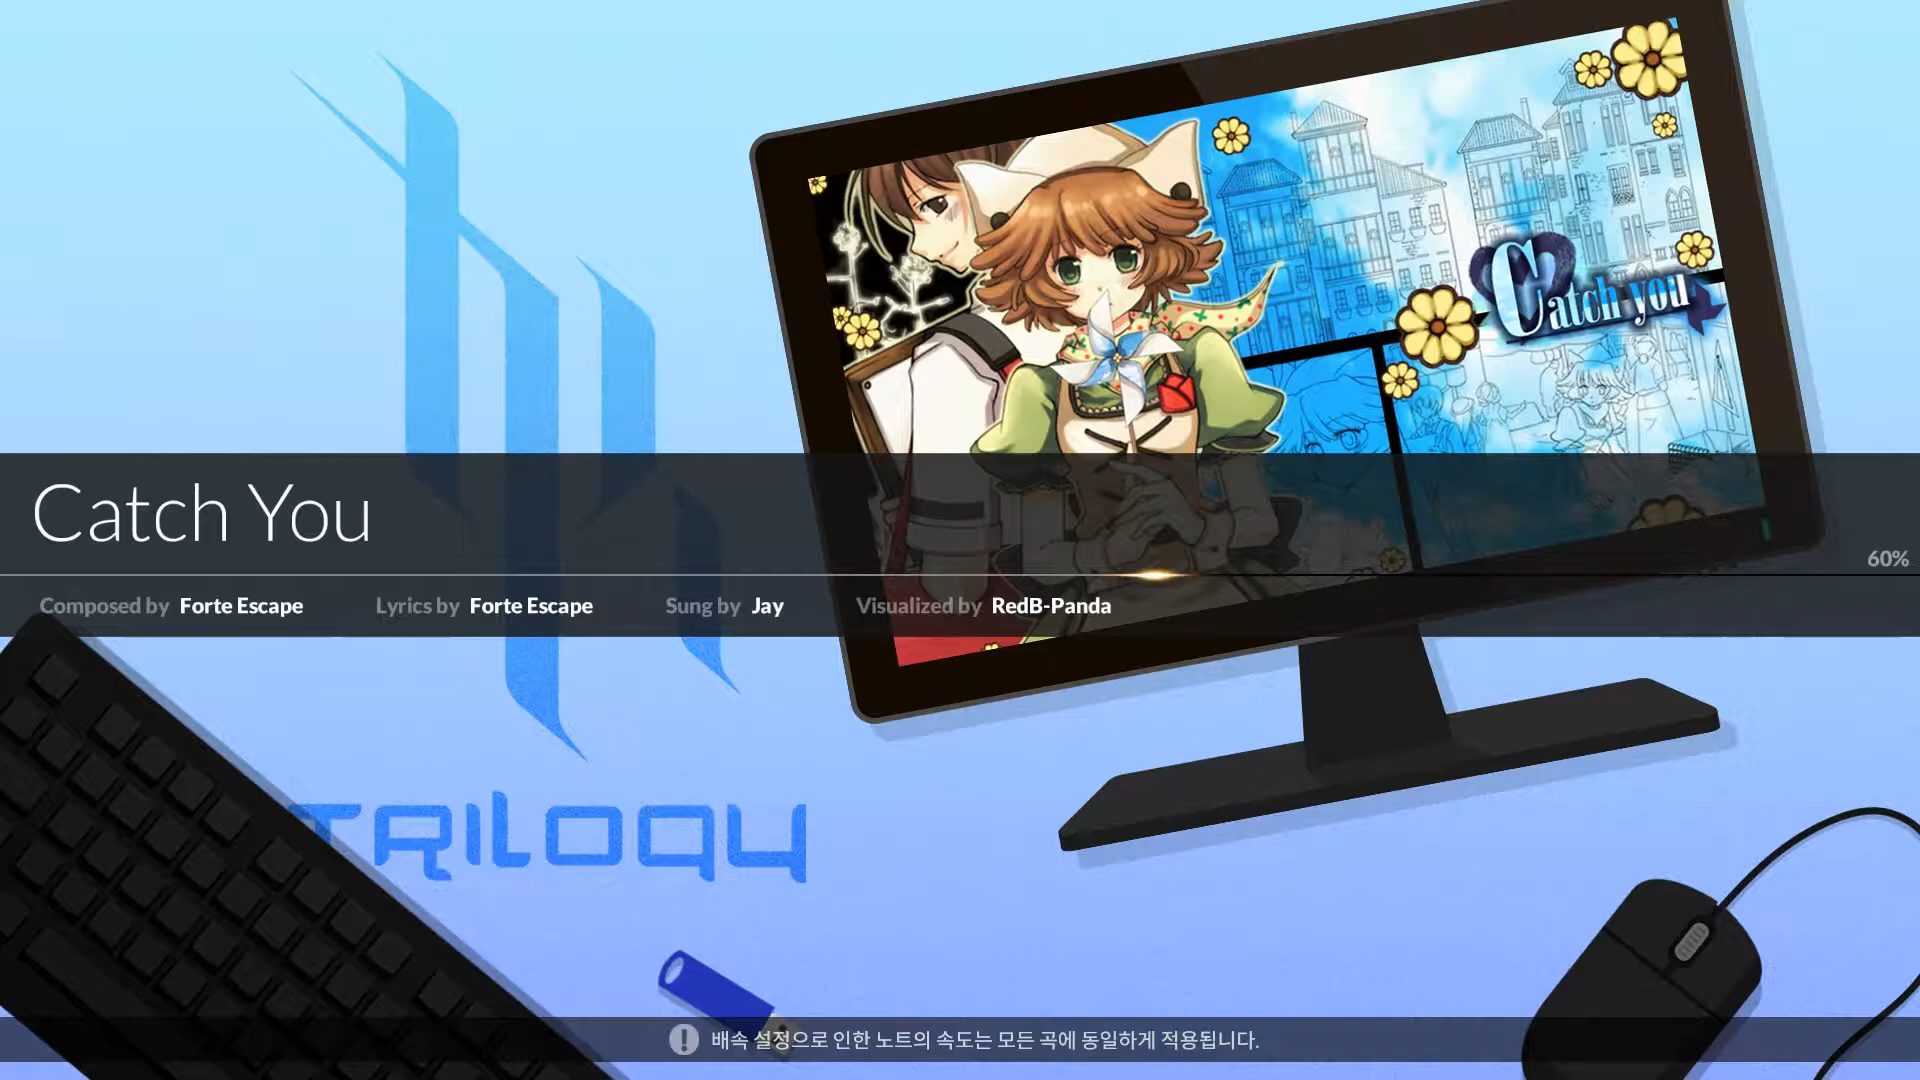 Catch you
Catch You
60%
Composed by Forte Escape Lyrics by Forte Escape Sung by Jay Visualized by RedB-Panda
TRILOGY
배속 설정으로 인한 노트의 속도는 모든 곡에 동일하게 적용됩니다.